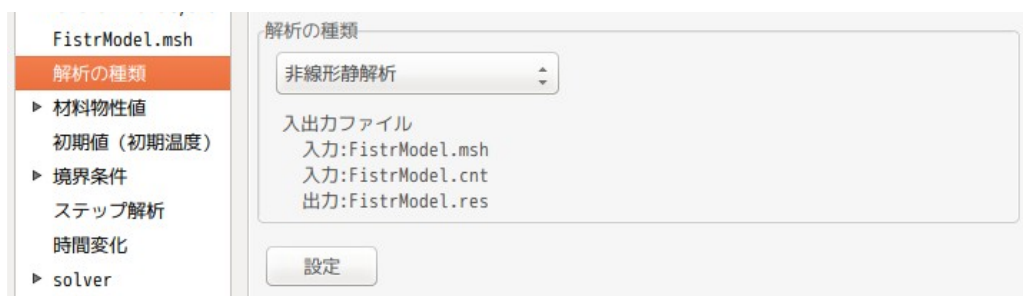 FistrModel.msh
解析の種類
▶ 材料物性値
初期値（初期温度）
▶ 境界条件
ステップ解析
時間変化
▶ solver
解析の種類
非線形静解析
入出力ファイル
入力:FistrModel.msh
入力:FistrModel.cnt
出力:FistrModel.res
設定